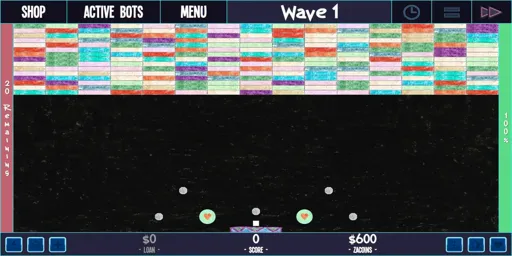 SHOP
ACTIVE BOTS
MENU
Wave 1
20 Remaining
100%
$0
- LOAN -
0
- SCORE -
$600
- ZACOINS -